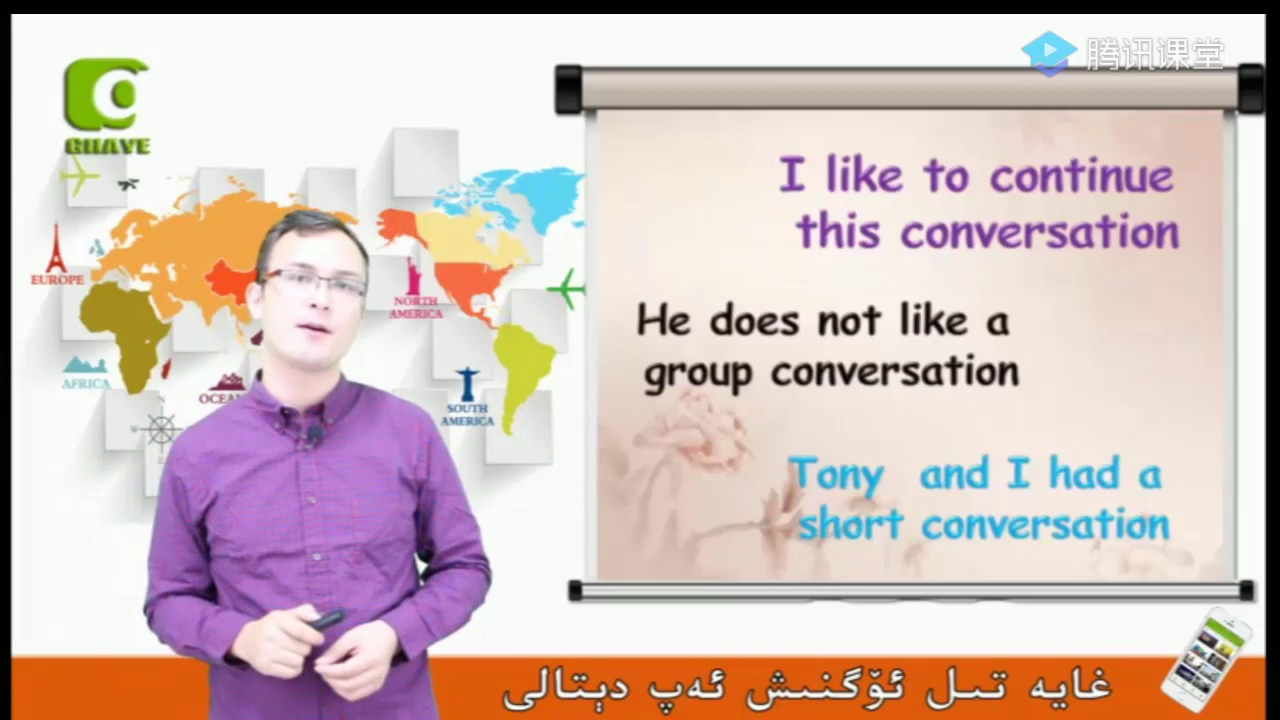 腾讯课堂
GHAYE
I like to continue
this conversation
He does not like a
group conversation
Tony and I had a
short conversation
EUROPE
NORTH
AMERICA
AFRICA
SOUTH
AMERICA
غايە تىل ئۆگىنىش ئەپ دېتالى